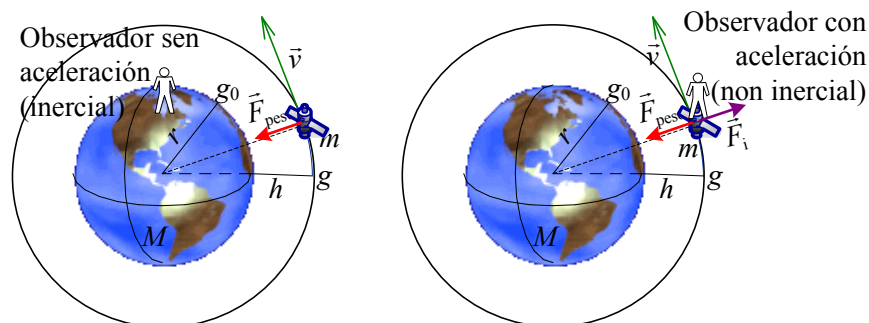 Observador sen
aceleración
(inercial)
v⃗
g₀
F⃗pes
r
m
h
g
M
Observador con
aceleración
(non inercial)
v⃗
g₀
F⃗pes
r
m
F⃗i
h
g
M